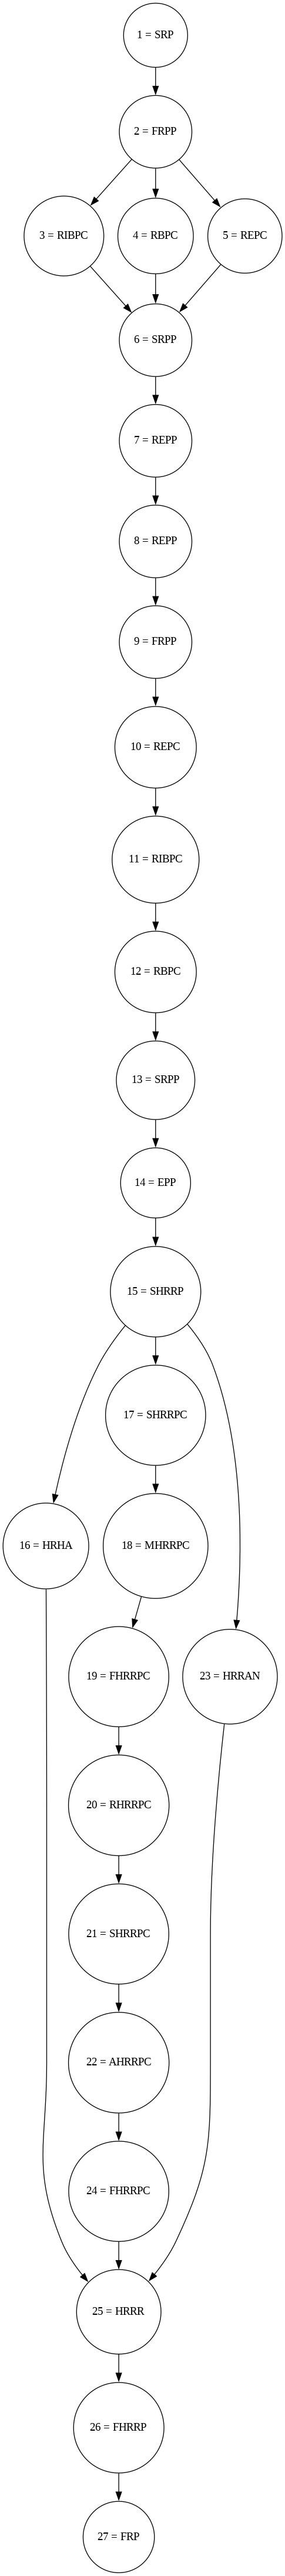 1 = SRP
2 = FRPP
3 = RIBPC
4 = RBPC
5 = REPC
6 = SRPP
7 = REPP
8 = REPP
9 = FRPP
10 = REPC
11 = RIBPC
12 = RBPC
13 = SRPP
14 = EPP
15 = SHRRP
17 = SHRRPC
16 = HRHA
18 = MHRRPC
19 = FHRRPC
23 = HRRAN
20 = RHRRPC
21 = SHRRPC
22 = AHRRPC
24 = FHRRPC
25 = HRRR
26 = FHRRP
27 = FRP